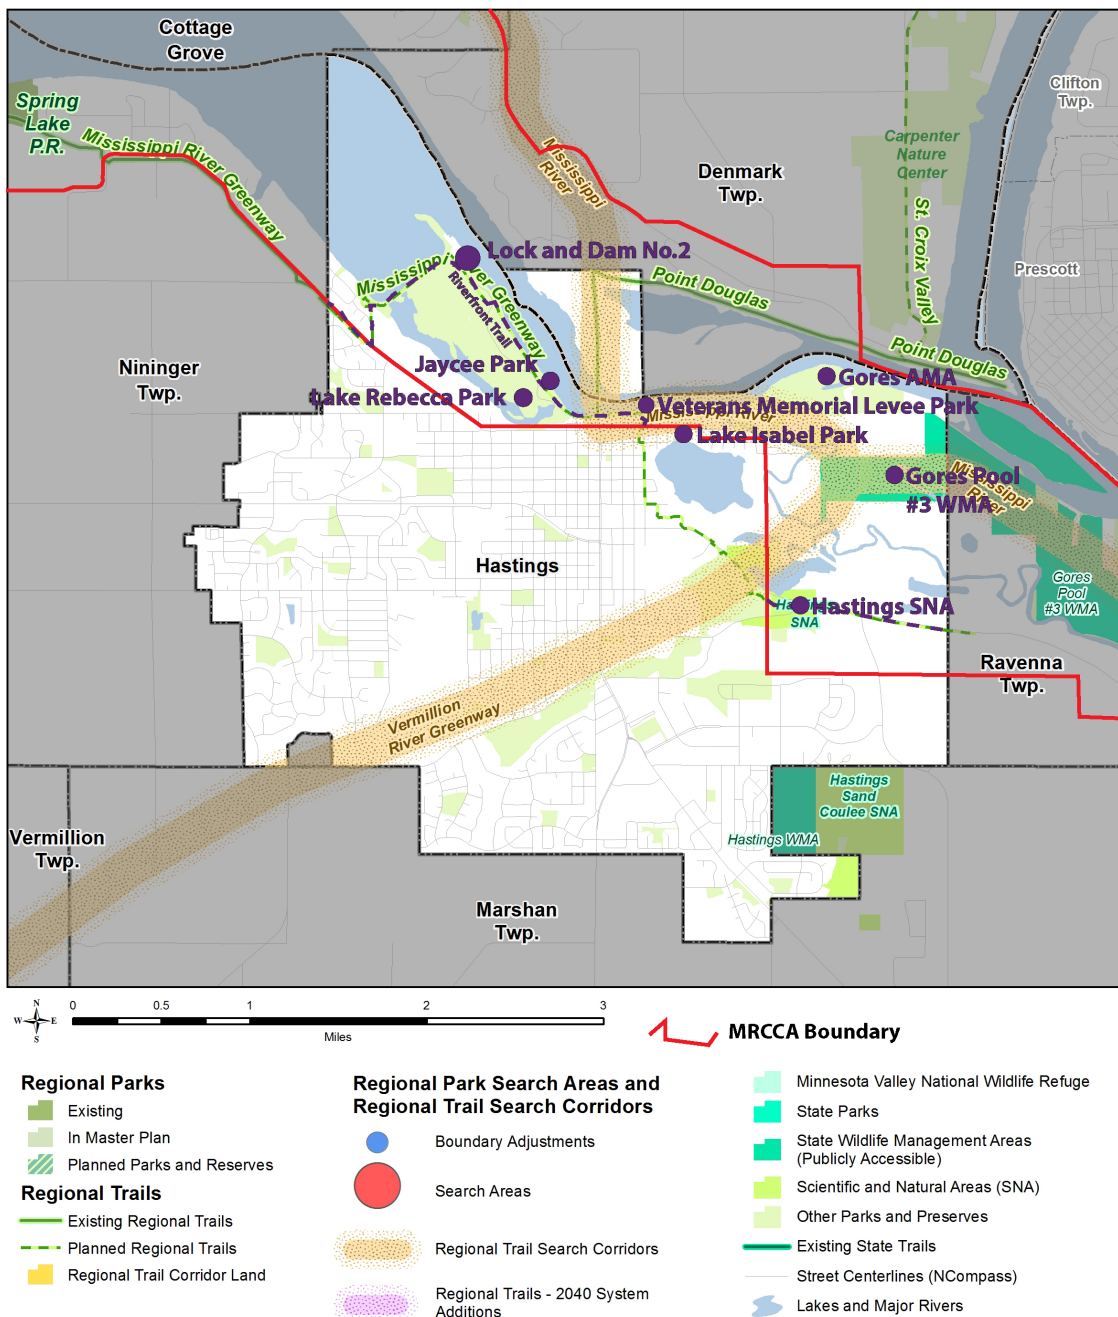 Cottage
Grove
Spring
Lake
P.R.
Mississippi River Greenway
Mississippi
River
Denmark
Twp.
Clifton
Twp.
Carpenter
Nature
Center
St. Croix Valley
Prescott
Lock and Dam No.2
Mississippi River Greenway
Riverfront Trail
Point Douglas
Point Douglas
Nininger
Twp.
Jaycee Park
Lake Rebecca Park
Gores AMA
Veterans Memorial Levee Park
Mississippi River
Lake Isabel Park
Gores Pool
#3 WMA
Mississippi
River
Hastings
Hastings SNA
Hastings
SNA
Gores
Pool
#3 WMA
Ravenna
Twp.
Vermillion
River Greenway
Hastings
Sand
Coulee SNA
Hastings WMA
Vermillion
Twp.
Marshan
Twp.
N
W E
S
0 0.5 1 2 3
Miles
MRCCA Boundary
Regional Parks
Existing
In Master Plan
Planned Parks and Reserves
Regional Trails
Existing Regional Trails
Planned Regional Trails
Regional Trail Corridor Land
Regional Park Search Areas and
Regional Trail Search Corridors
Boundary Adjustments
Search Areas
Regional Trail Search Corridors
Regional Trails - 2040 System
Additions
Minnesota Valley National Wildlife Refuge
State Parks
State Wildlife Management Areas
(Publicly Accessible)
Scientific and Natural Areas (SNA)
Other Parks and Preserves
Existing State Trails
Street Centerlines (NCompass)
Lakes and Major Rivers